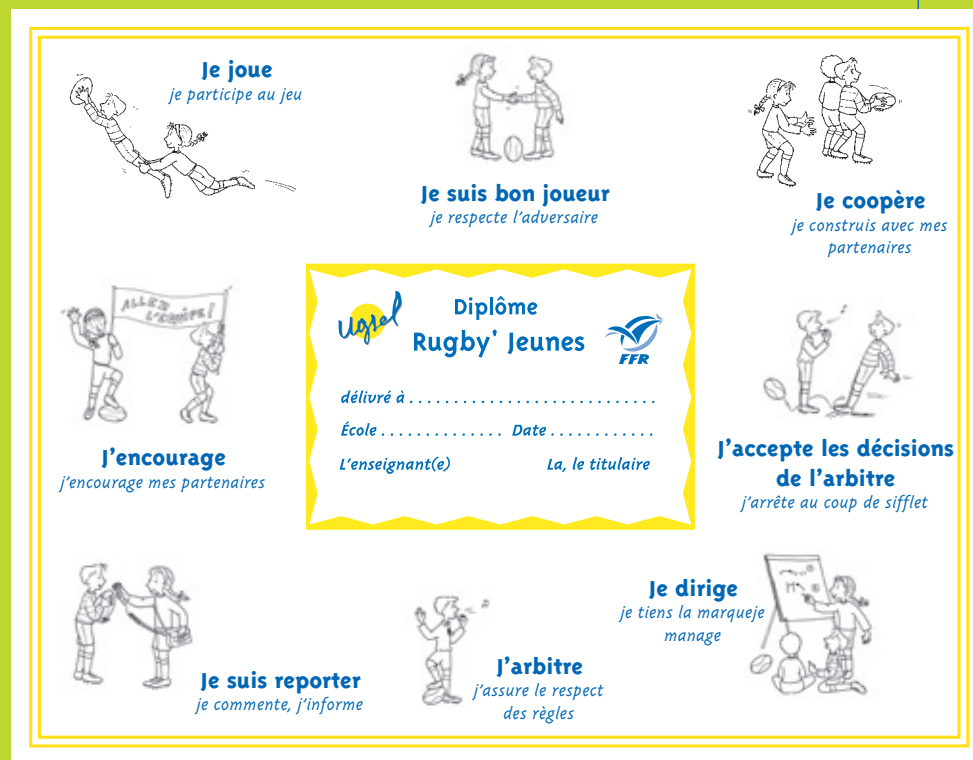 Je joue
je participe au jeu
Je suis bon joueur
je respecte l'adversaire
Je coopère
je construis avec mes
partenaires
ALLEZ
L'ÉQUIPE!
J'encourage
j'encourage mes partenaires
Ugsel
Diplôme
Rugby' Jeunes
FFR
délivré à . . . . . . . . . . . . . . . . . . . . . . . . . . . .
École . . . . . . . . . . . . . . Date . . . . . . . . . . . .
L'enseignant(e) La, le titulaire
J'accepte les décisions
de l'arbitre
j'arrête au coup de sifflet
Je suis reporter
je commente, j'informe
J'arbitre
j'assure le respect
des règles
Je dirige
je tiens la marqueje
manage